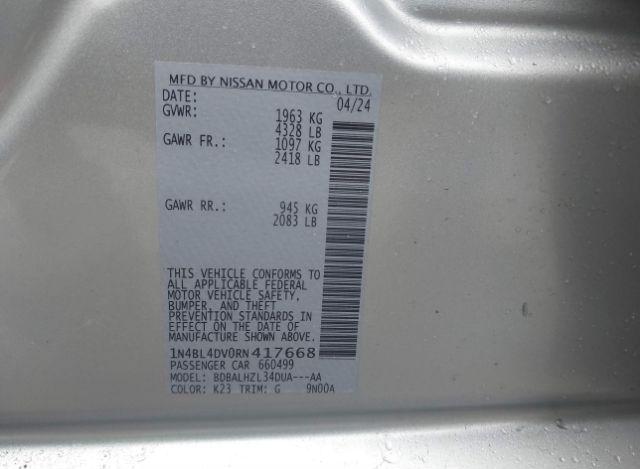 MFD BY NISSAN MOTOR CO., LTD.
DATE: 04/24
GVWR: 1963 KG
4328 LB
GAWR FR.: 1097 KG
2418 LB
GAWR RR.: 945 KG
2083 LB
THIS VEHICLE CONFORMS TO
ALL APPLICABLE FEDERAL
MOTOR VEHICLE SAFETY,
BUMPER, AND THEFT
PREVENTION STANDARDS IN
EFFECT ON THE DATE OF
MANUFACTURE SHOWN ABOVE.
1N4BL4DV0RN417668
PASSENGER CAR 660499
MODEL: BDBALHZL34DUA---AA
COLOR: K23 TRIM: G 9N00A